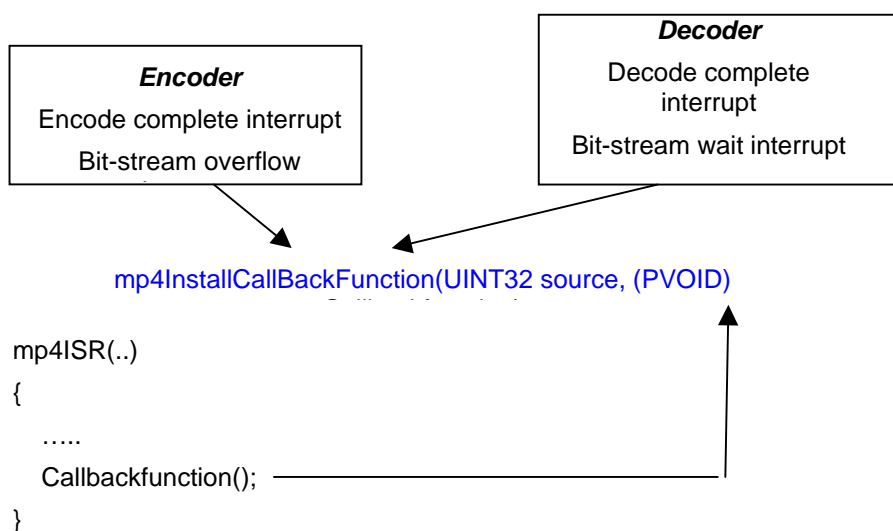 Encoder
Encode complete interrupt
Bit-stream overflow
Decoder
Decode complete
interrupt
Bit-stream wait interrupt
mp4InstallCallBackFunction(UINT32 source, (PVOID)
mp4ISR(..)
{
…..
Callbackfunction();
}